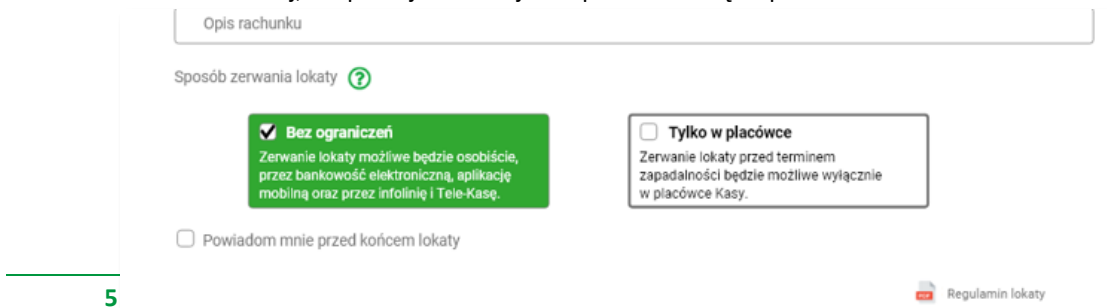 Opis rachunku
Sposób zerwania lokaty ?
Bez ograniczeń
Zerwanie lokaty możliwe będzie osobiście,
przez bankowość elektroniczną, aplikację
mobilną oraz przez infolinię i Tele-Kasę.
Tylko w placówce
Zerwanie lokaty przed terminem
zapadalności będzie możliwe wyłącznie
w placówce Kasy.
Powiadom mnie przed końcem lokaty
5
PDF
Regulamin lokaty